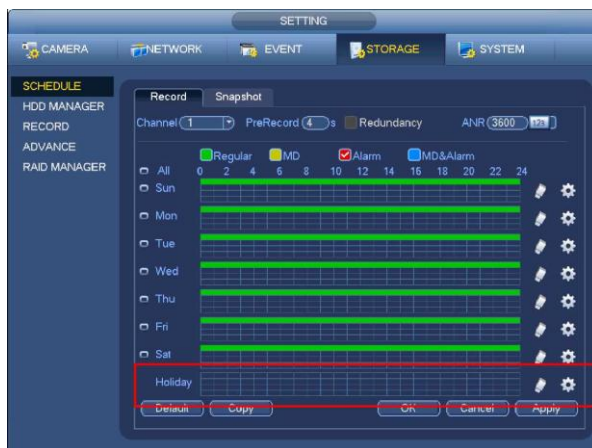 SETTING
CAMERA NETWORK EVENT STORAGE SYSTEM
SCHEDULE
HDD MANAGER
RECORD
ADVANCE
RAID MANAGER
Record Snapshot
Channel 1 PreRecord 4 s Redundancy ANR 3600 123
Regular MD Alarm MD&Alarm
All 0 2 4 6 8 10 12 14 16 18 20 22 24
Sun
Mon
Tue
Wed
Thu
Fri
Sat
Holiday
Default Copy OK Cancel Apply